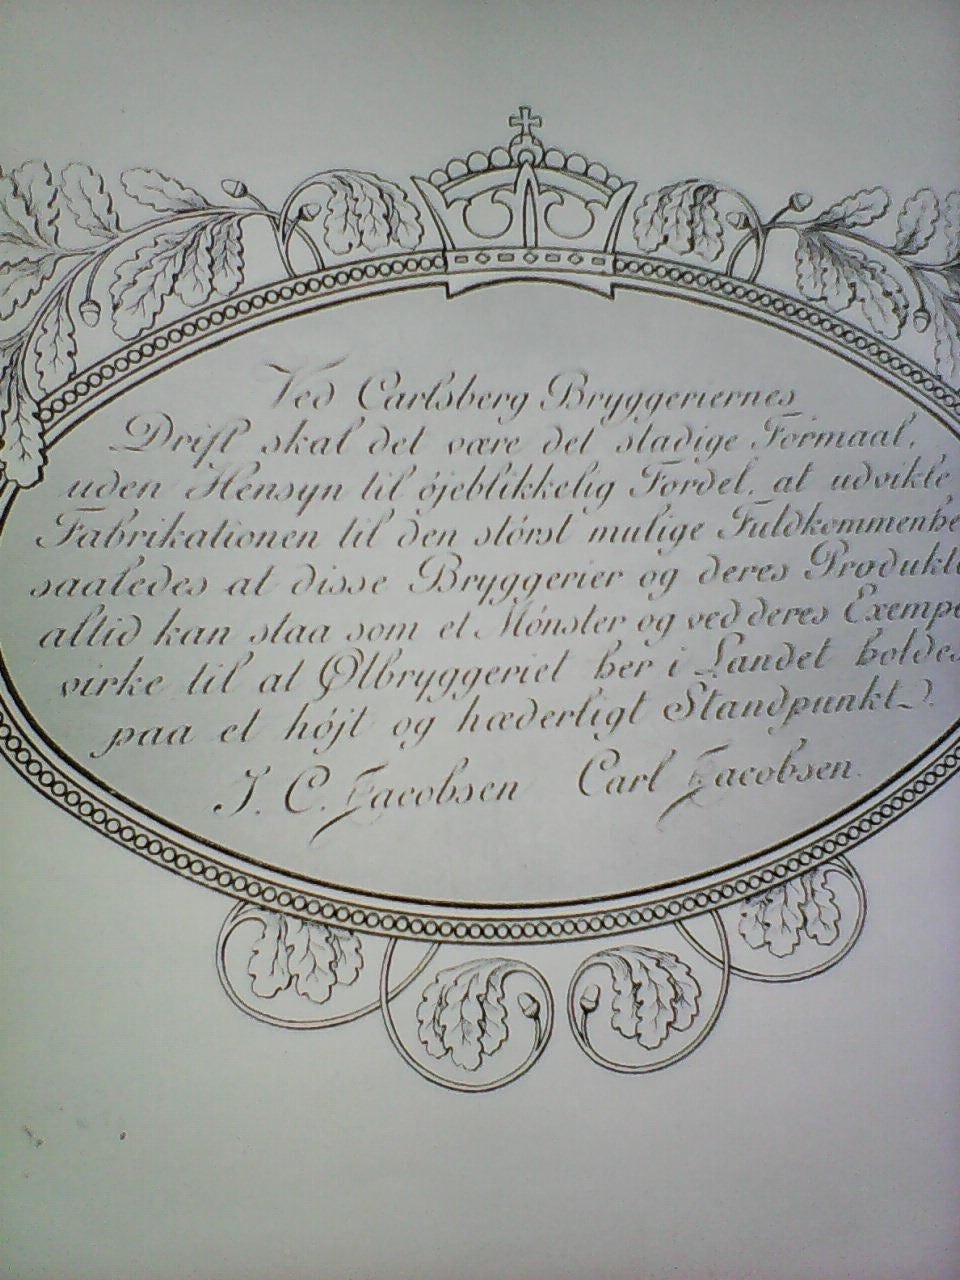 Ved Carlsberg Bryggeriernes
Drift skal det være det stadige Formaal,
uden Hensyn til öjeblikkelig Fordel, at udvikle
Fabrikationen til den störst mulige Fuldkommenhe
saaledes at disse Bryggerier og deres Produkte
altid kan staa som et Mönster og ved deres Exempe
virke til at Ølbryggeriet her i Landet holdes
paa et höjt og hæderligt Standpunkt.
J. C. Jacobsen Carl Jacobsen.